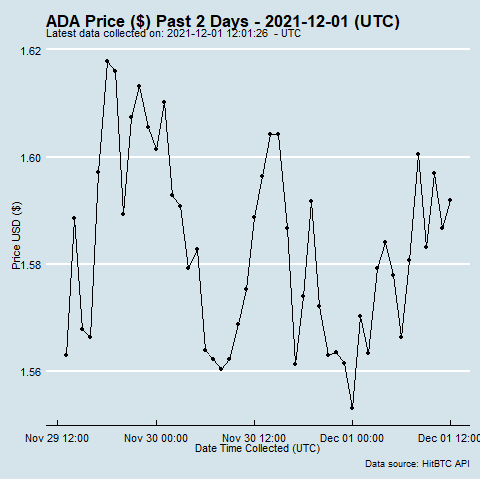 ADA Price ($) Past 2 Days - 2021-12-01 (UTC)
Latest data collected on: 2021-12-01 12:01:26 - UTC
1.62
1.60
1.58
1.56
Price USD ($)
Nov 29 12:00 Nov 30 00:00 Nov 30 12:00 Dec 01 00:00 Dec 01 12:00
Date Time Collected (UTC)
Data source: HitBTC API